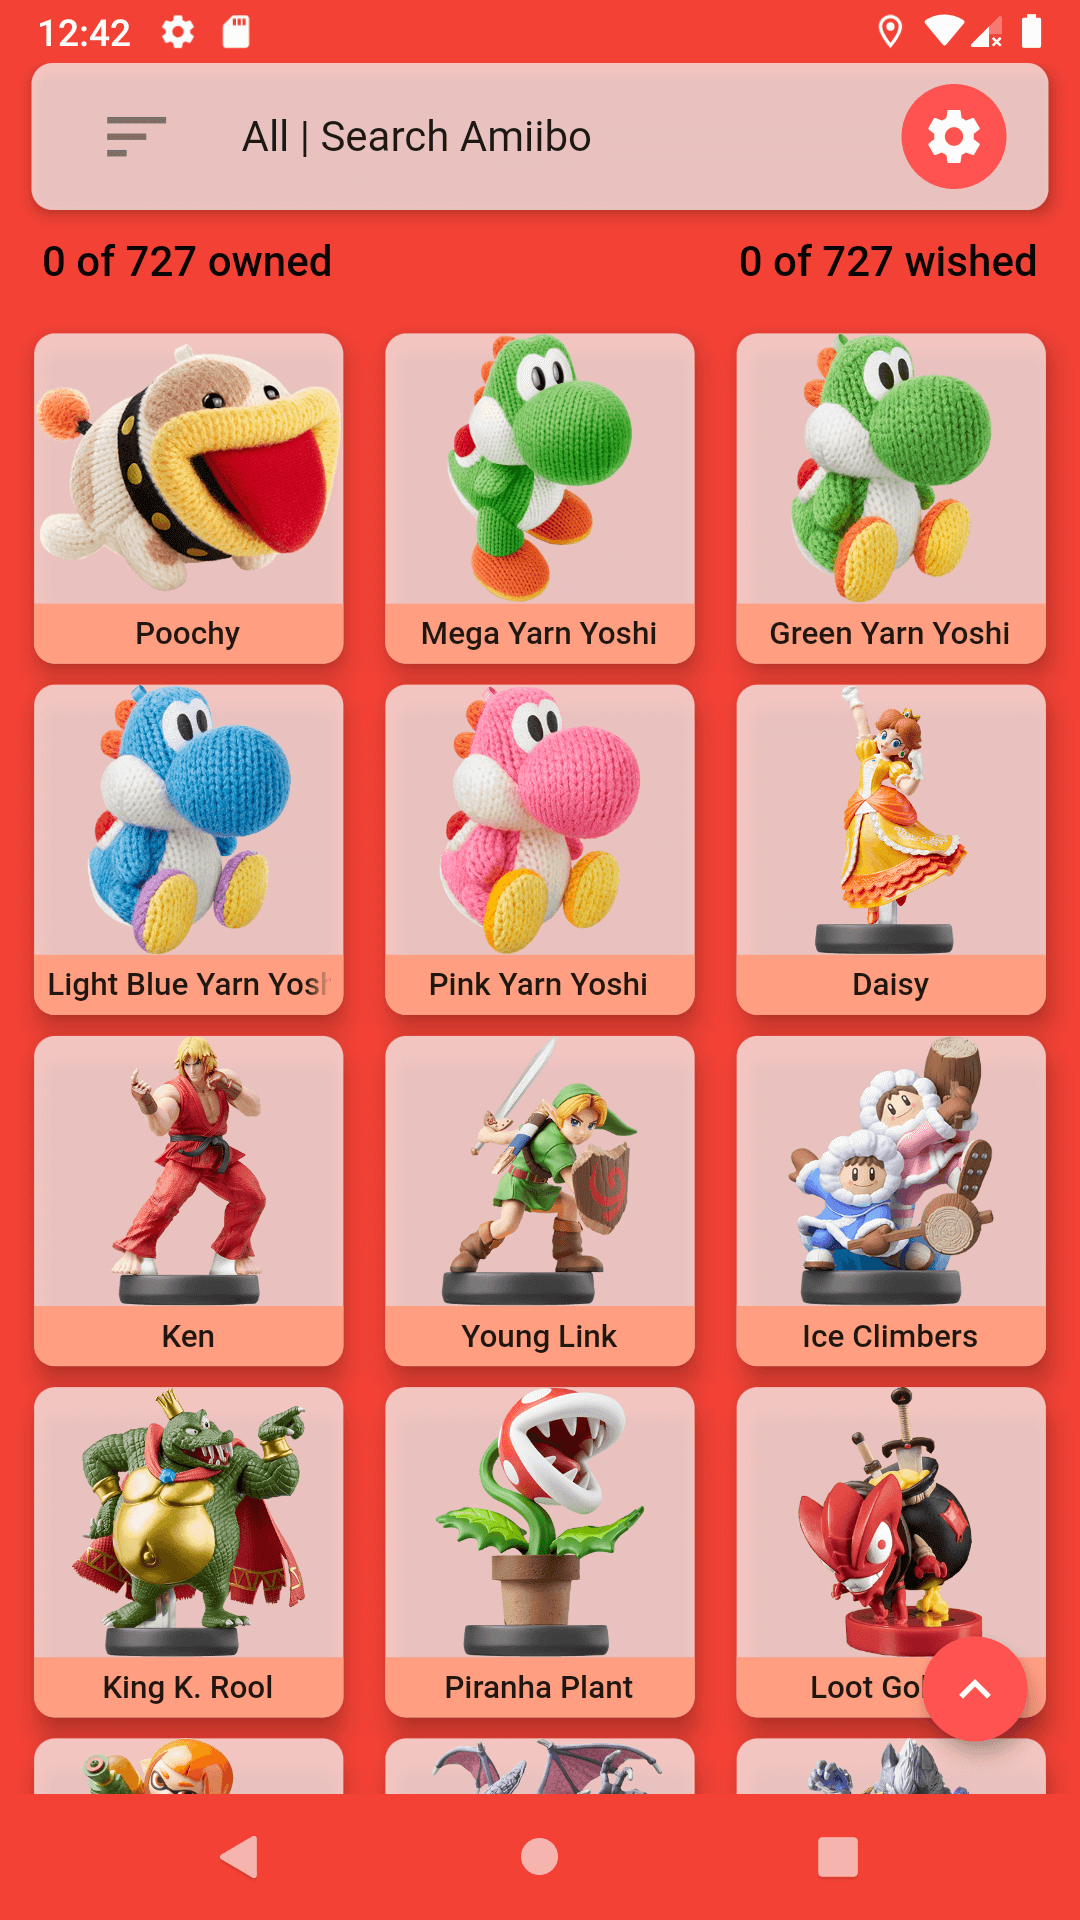 12:42
All | Search Amiibo
0 of 727 owned
0 of 727 wished
Poochy
Mega Yarn Yoshi
Green Yarn Yoshi
Light Blue Yarn Yosh
Pink Yarn Yoshi
Daisy
Ken
Young Link
Ice Climbers
King K. Rool
Piranha Plant
Loot Go